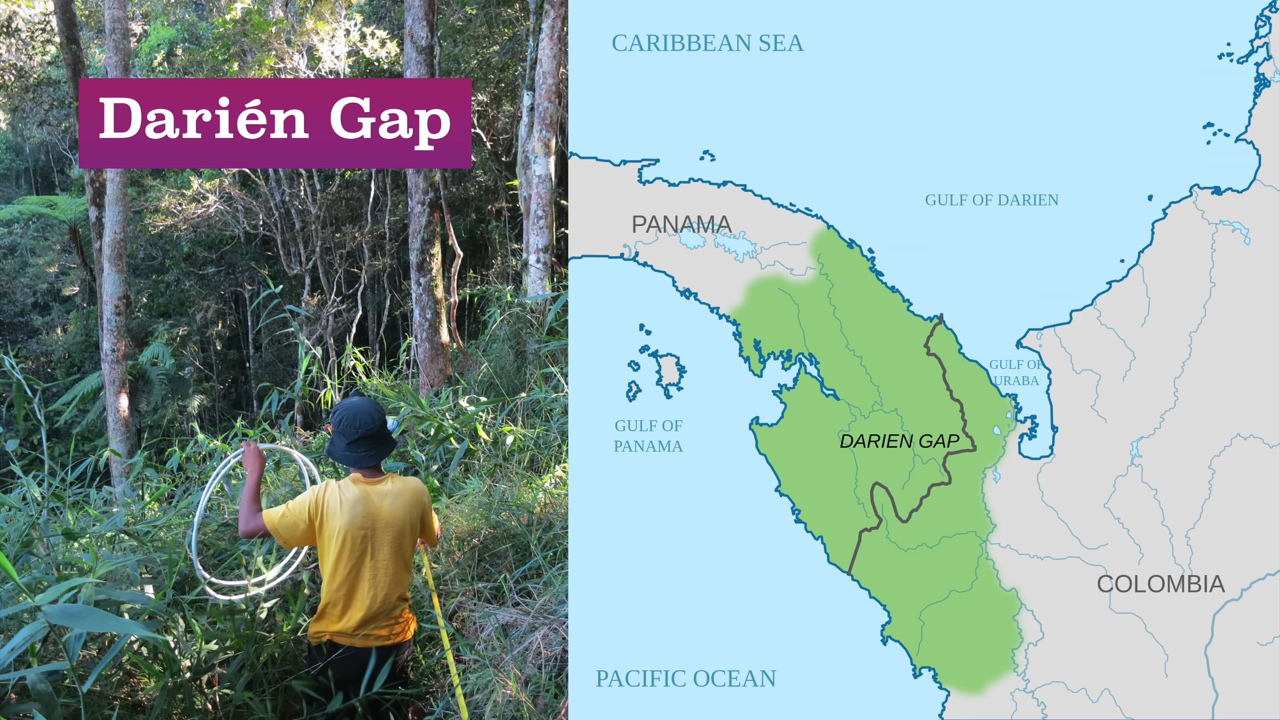 Darién Gap
CARIBBEAN SEA
GULF OF DARIEN
PANAMA
GULF OF
URABA
GULF OF
PANAMA
DARIEN GAP
COLOMBIA
PACIFIC OCEAN